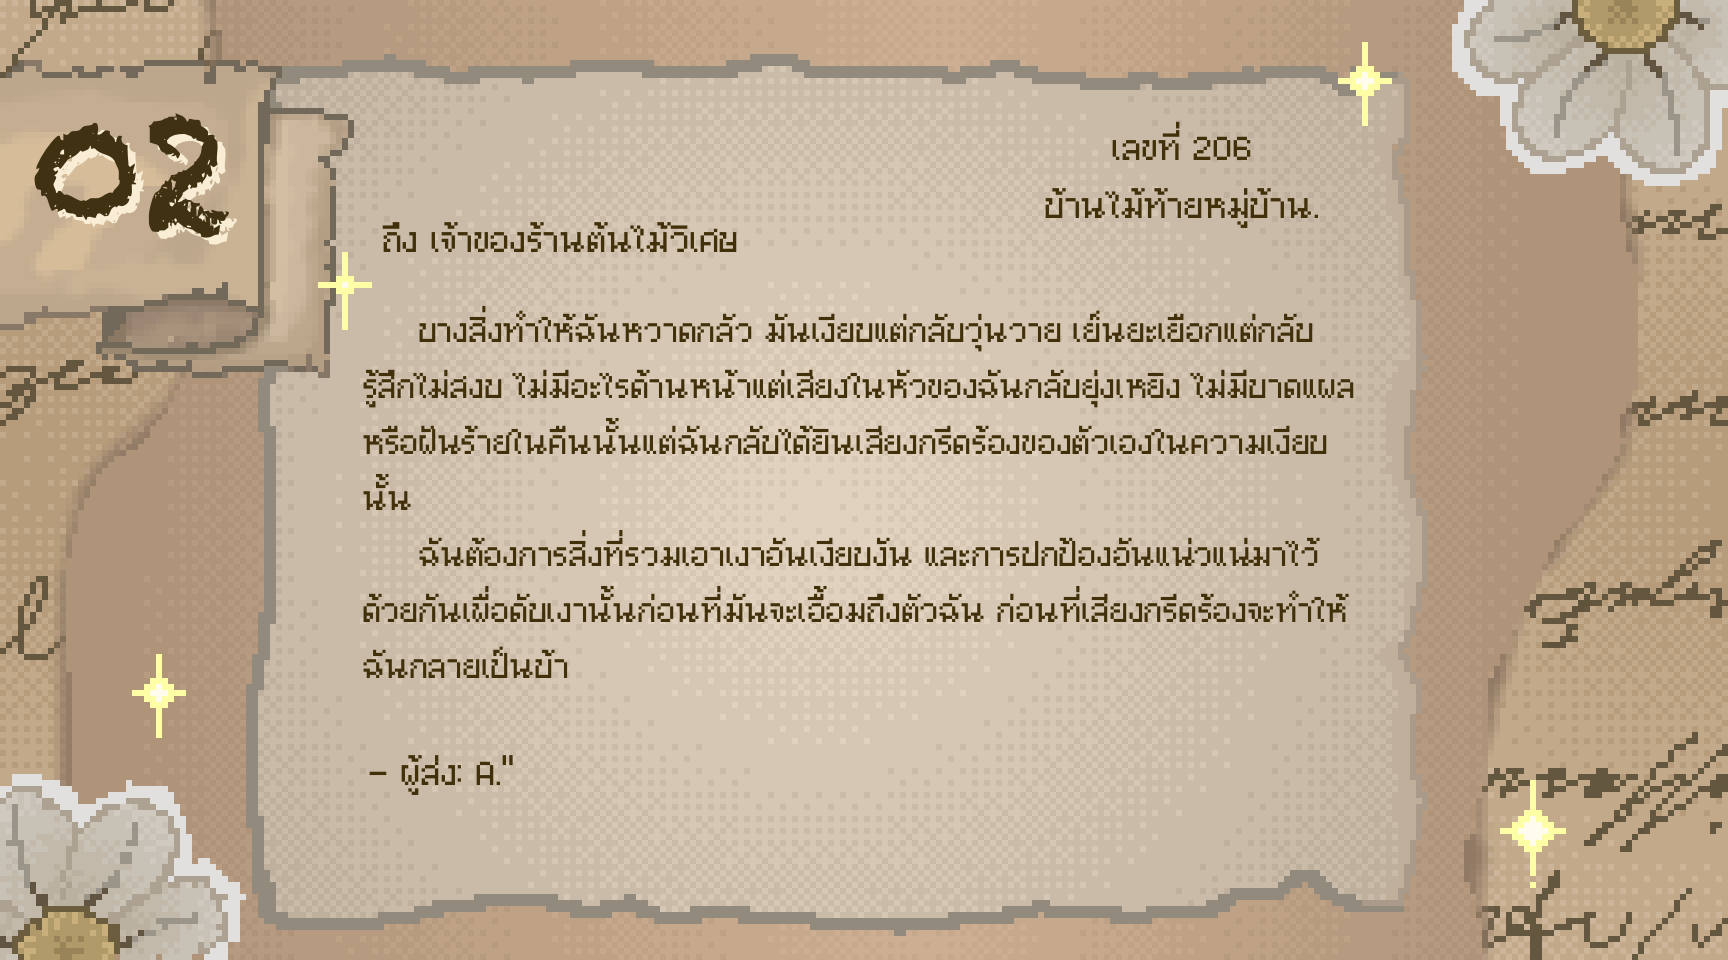 02
เลขที่ 206
บ้านไม้ท้ายหมู่บ้าน.
ถึง เจ้าของร้านต้นไม้วิเศษ
บางสิ่งทำให้ฉันหวาดกลัว มันเงียบแต่กลับวุ่นวาย เย็นยะเยือกแต่กลับ
รู้สึกไม่สงบ ไม่มีอะไรด้านหน้าแต่เสียงในหัวของฉันกลับยุ่งเหยิง ไม่มีบาดแผล
หรือฝันร้ายในคืนนั้นแต่ฉันกลับได้ยินเสียงกรีดร้องของตัวเองในความเงียบ
นั้น
ฉันต้องการสิ่งที่รวมเอาเงาอันเงียบงัน และการปกป้องอันแน่วแน่มาไว้
ด้วยกันเพื่อดับเงานั้นก่อนที่มันจะเอื้อมถึงตัวฉัน ก่อนที่เสียงกรีดร้องจะทำให้
ฉันกลายเป็นบ้า
– ผู้ส่ง: A."